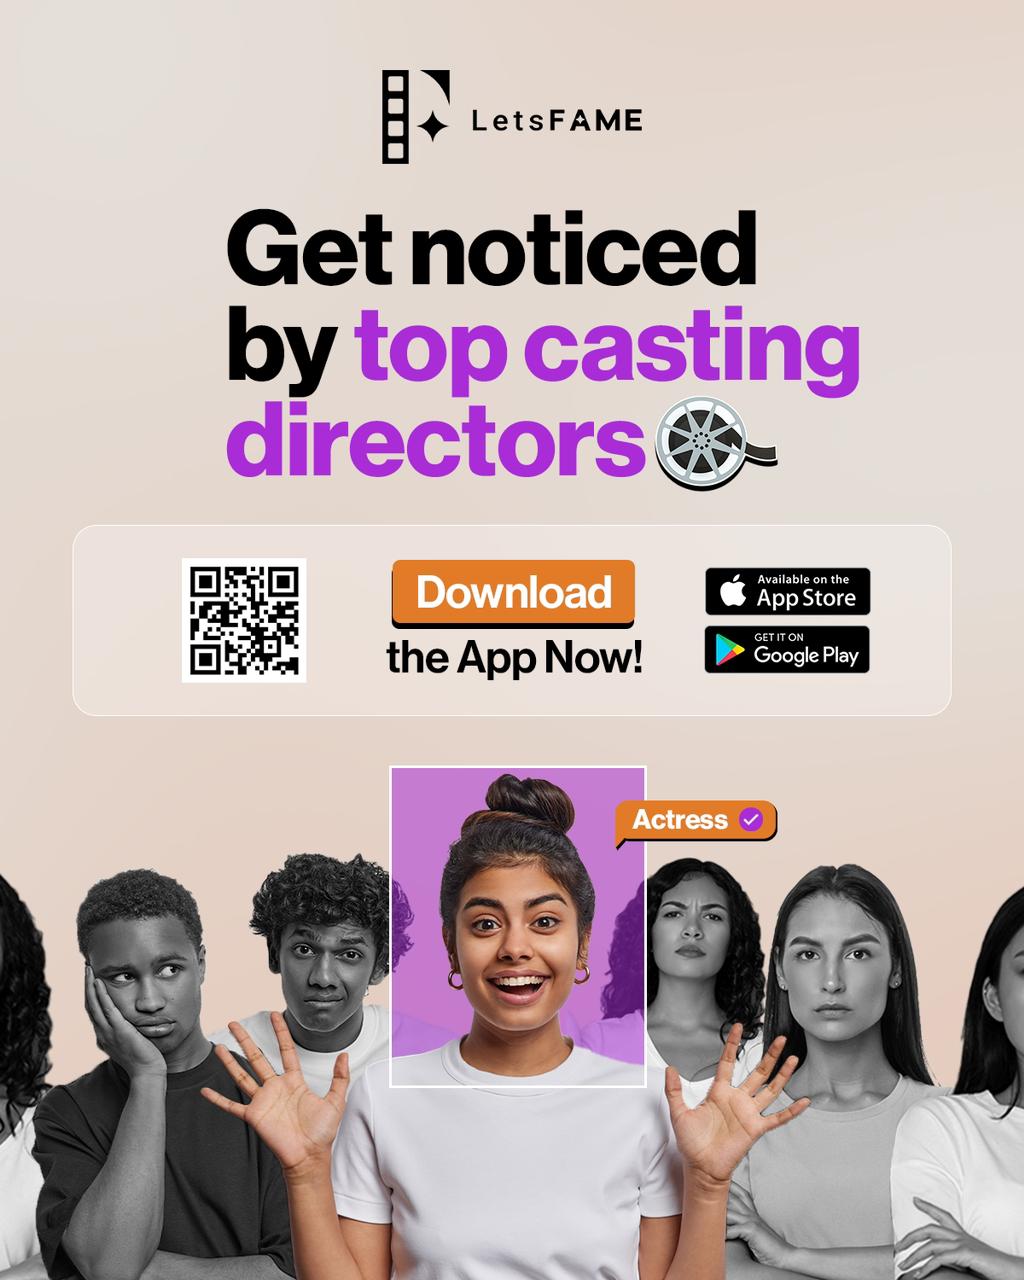 LetsFAME
Get noticed
by top casting
directors
Download
the App Now!
Available on the
App Store
GET IT ON
Google Play
Actress